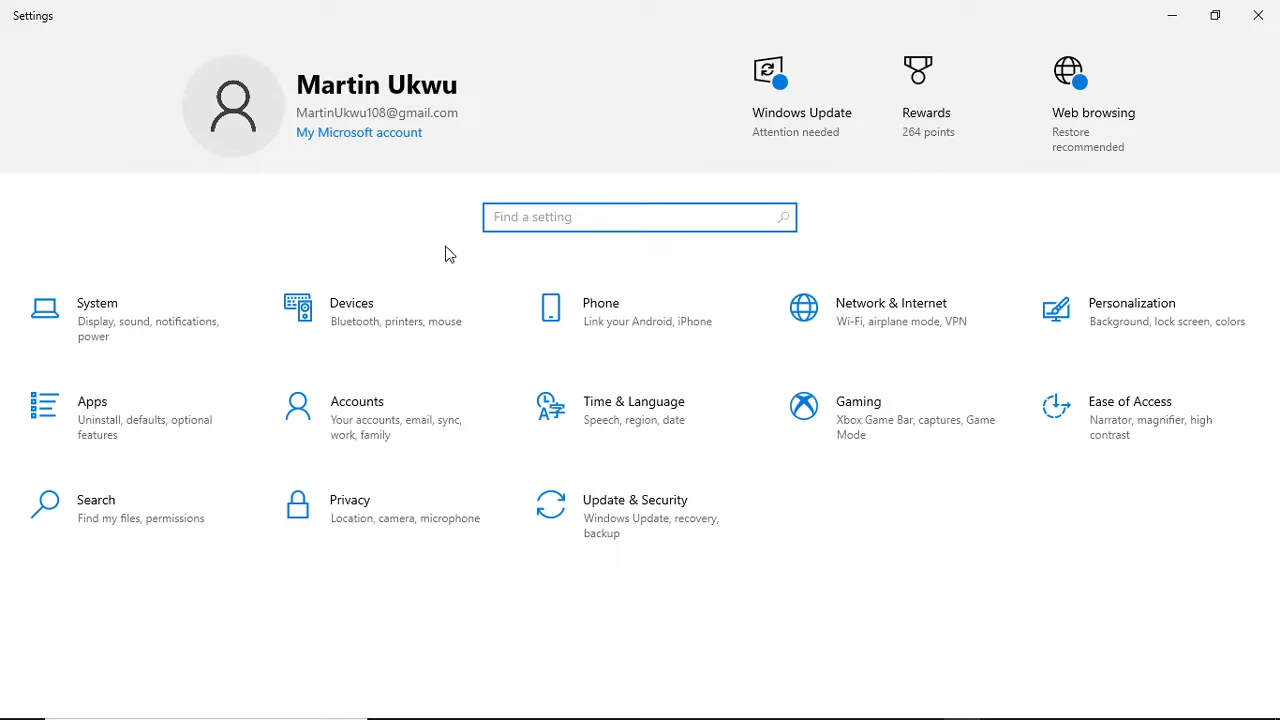 Settings
Martin Ukwu
MartinUkwu108@gmail.com
My Microsoft account
Windows Update
Attention needed
Rewards
264 points
Web browsing
Restore
recommended
Find a setting
System
Display, sound, notifications,
power
Devices
Bluetooth, printers, mouse
Phone
Link your Android, iPhone
Network & Internet
Wi-Fi, airplane mode, VPN
Personalization
Background, lock screen, colors
Apps
Uninstall, defaults, optional
features
Accounts
Your accounts, email, sync,
work, family
Time & Language
Speech, region, date
Gaming
Xbox Game Bar, captures, Game
Mode
Ease of Access
Narrator, magnifier, high
contrast
Search
Find my files, permissions
Privacy
Location, camera, microphone
Update & Security
Windows Update, recovery,
backup